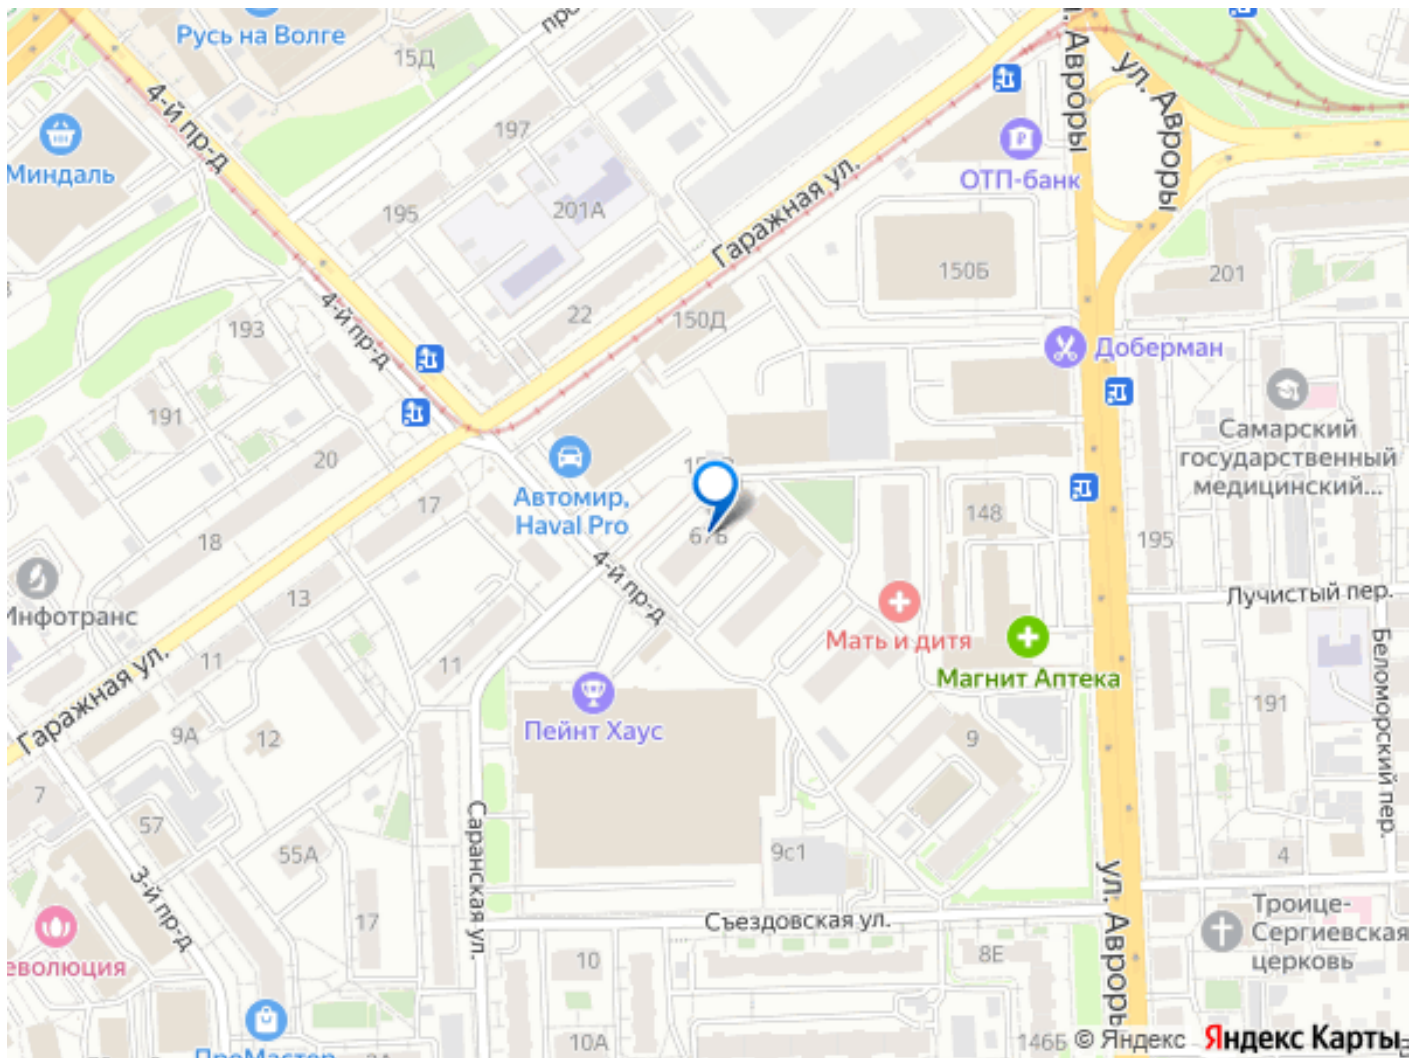 Русь на Волге
15Д
4-й пр-д
Миндаль
197
195
201А
Гаражная ул.
ул. Авроры
ОТП-банк
150Б
201
4-й пр-д
193
22
150Д
Доберман
191
20
17
18
Автомир,
Haval Pro
67Б
148
Самарский
государственный
медицинский...
195
Инфотранс
13
4-й пр-д
11
11
Мать и дитя
Магнит Аптека
Лучистый пер.
Беломорский пер.
Гаражная ул.
9А
12
Пейнт Хаус
9
191
7
57
55А
Саранская ул.
9с1
4
3-й пр-д
17
Съездовская ул.
ул. Авроры
Троице-
Сергиевская
церковь
еволюция
10
8Е
10А
146Б
ПроМастер
© Яндекс Яндекс Карты